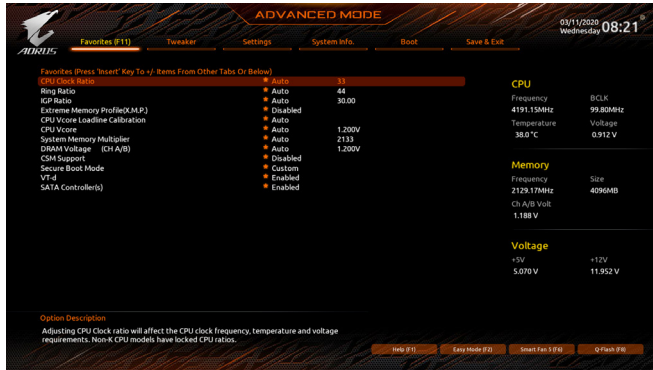 ADVANCED MODE
03/11/2020
Wednesday 08:21
AORUS
Favorites (F11) Tweaker Settings System Info. Boot Save & Exit
Favorites (Press 'Insert' Key To +/- Items From Other Tabs Or Below)
CPU Clock Ratio Auto 33
Ring Ratio Auto 44
IGP Ratio Auto 30.00
Extreme Memory Profile(X.M.P.) Disabled
CPU Vcore Loadline Calibration Auto
CPU Vcore Auto 1.200V
System Memory Multiplier Auto 2133
DRAM Voltage (CH A/B) Auto 1.200V
CSM Support Disabled
Secure Boot Mode Custom
VT-d Enabled
SATA Controller(s) Enabled
CPU
Frequency BCLK
4191.15MHz 99.80MHz
Temperature Voltage
38.0 °C 0.912 V
Memory
Frequency Size
2129.17MHz 4096MB
Ch A/B Volt
1.188 V
Voltage
+5V +12V
5.070 V 11.952 V
Option Description
Adjusting CPU Clock ratio will affect the CPU clock frequency, temperature and voltage
requirements. Non-K CPU models have locked CPU ratios.
Help (F1) Easy Mode (F2) Smart Fan 5 (F6) Q-Flash (F8)